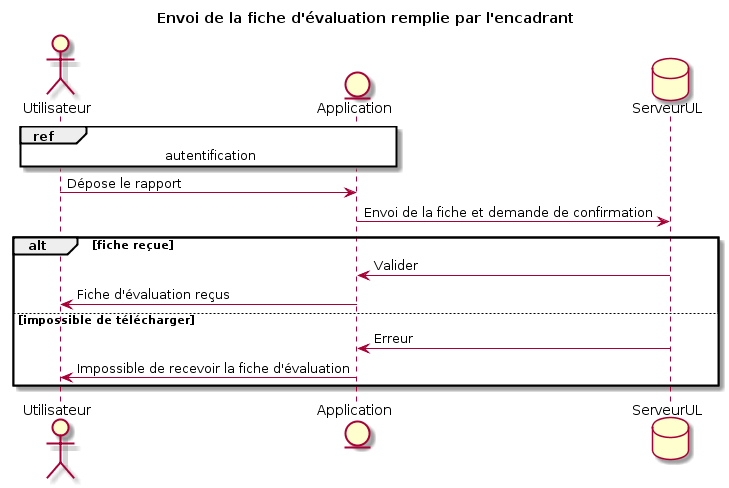 Envoi de la fiche d'évaluation remplie par l'encadrant
Utilisateur
Application
ServeurUL
ref
autentification
Dépose le rapport
Envoi de la fiche et demande de confirmation
alt
[fiche reçue]
Valider
Fiche d'évaluation reçus
[impossible de télécharger]
Erreur
Impossible de recevoir la fiche d'évaluation
Utilisateur
Application
ServeurUL